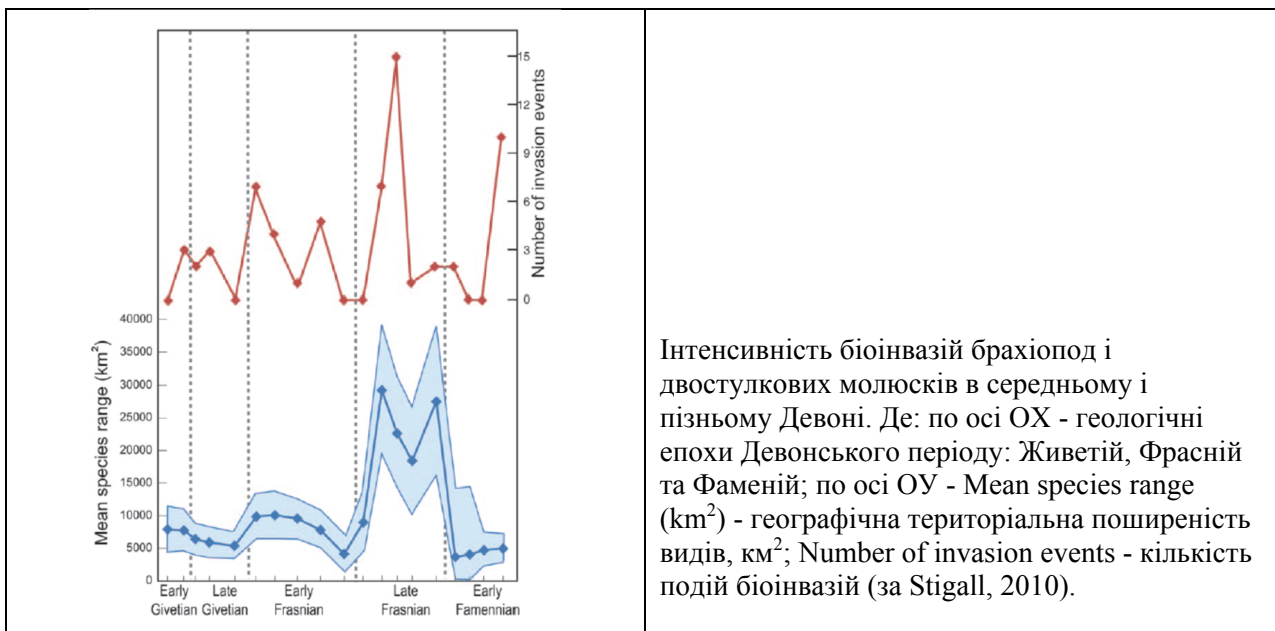 15
12
9
6
3
0
Number of invasion events
40000
35000
30000
25000
20000
15000
10000
5000
0
Mean species range (km²)
Early Givetian
Late Givetian
Early Frasnian
Late Frasnian
Early Famennian
Інтенсивність біоінвазій брахіопод і
двостулкових молюсків в середньому і
пізньому Девоні. Де: по осі ОХ - геологічні
епохи Девонського періоду: Живетій, Фрасній
та Фаменій; по осі ОУ - Mean species range
(km²) - географічна територіальна поширеність
видів, км²; Number of invasion events - кількість
подій біоінвазій (за Stigall, 2010).